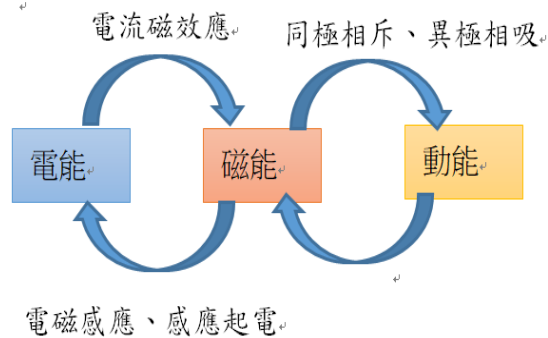 電流磁效應
同極相斥、異極相吸
電能
磁能
動能
電磁感應、感應起電